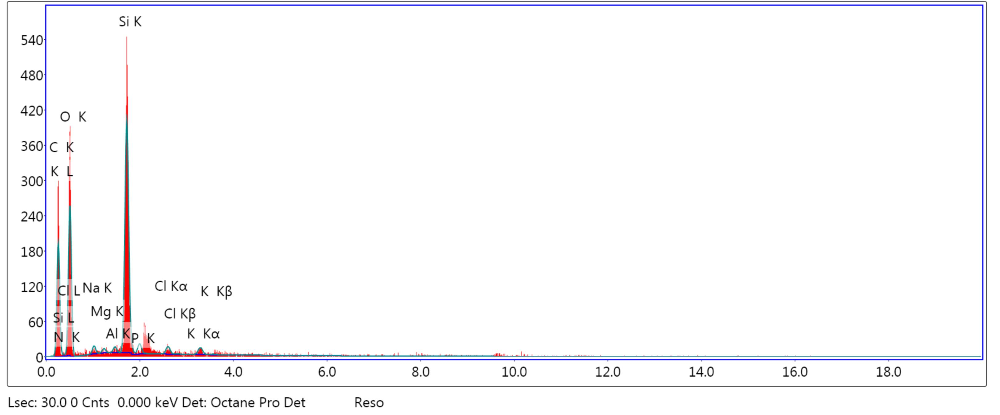 Si K
540
480
420
O K
360
C K
K L
300
240
180
120
Cl L
Na K
Cl Kα
K Kβ
Mg K
Cl Kβ
60
Si L
Al K
P K
K Kα
N K
0
0.0 2.0 4.0 6.0 8.0 10.0 12.0 14.0 16.0 18.0
Lsec: 30.0 0 Cnts 0.000 keV Det: Octane Pro Det Reso